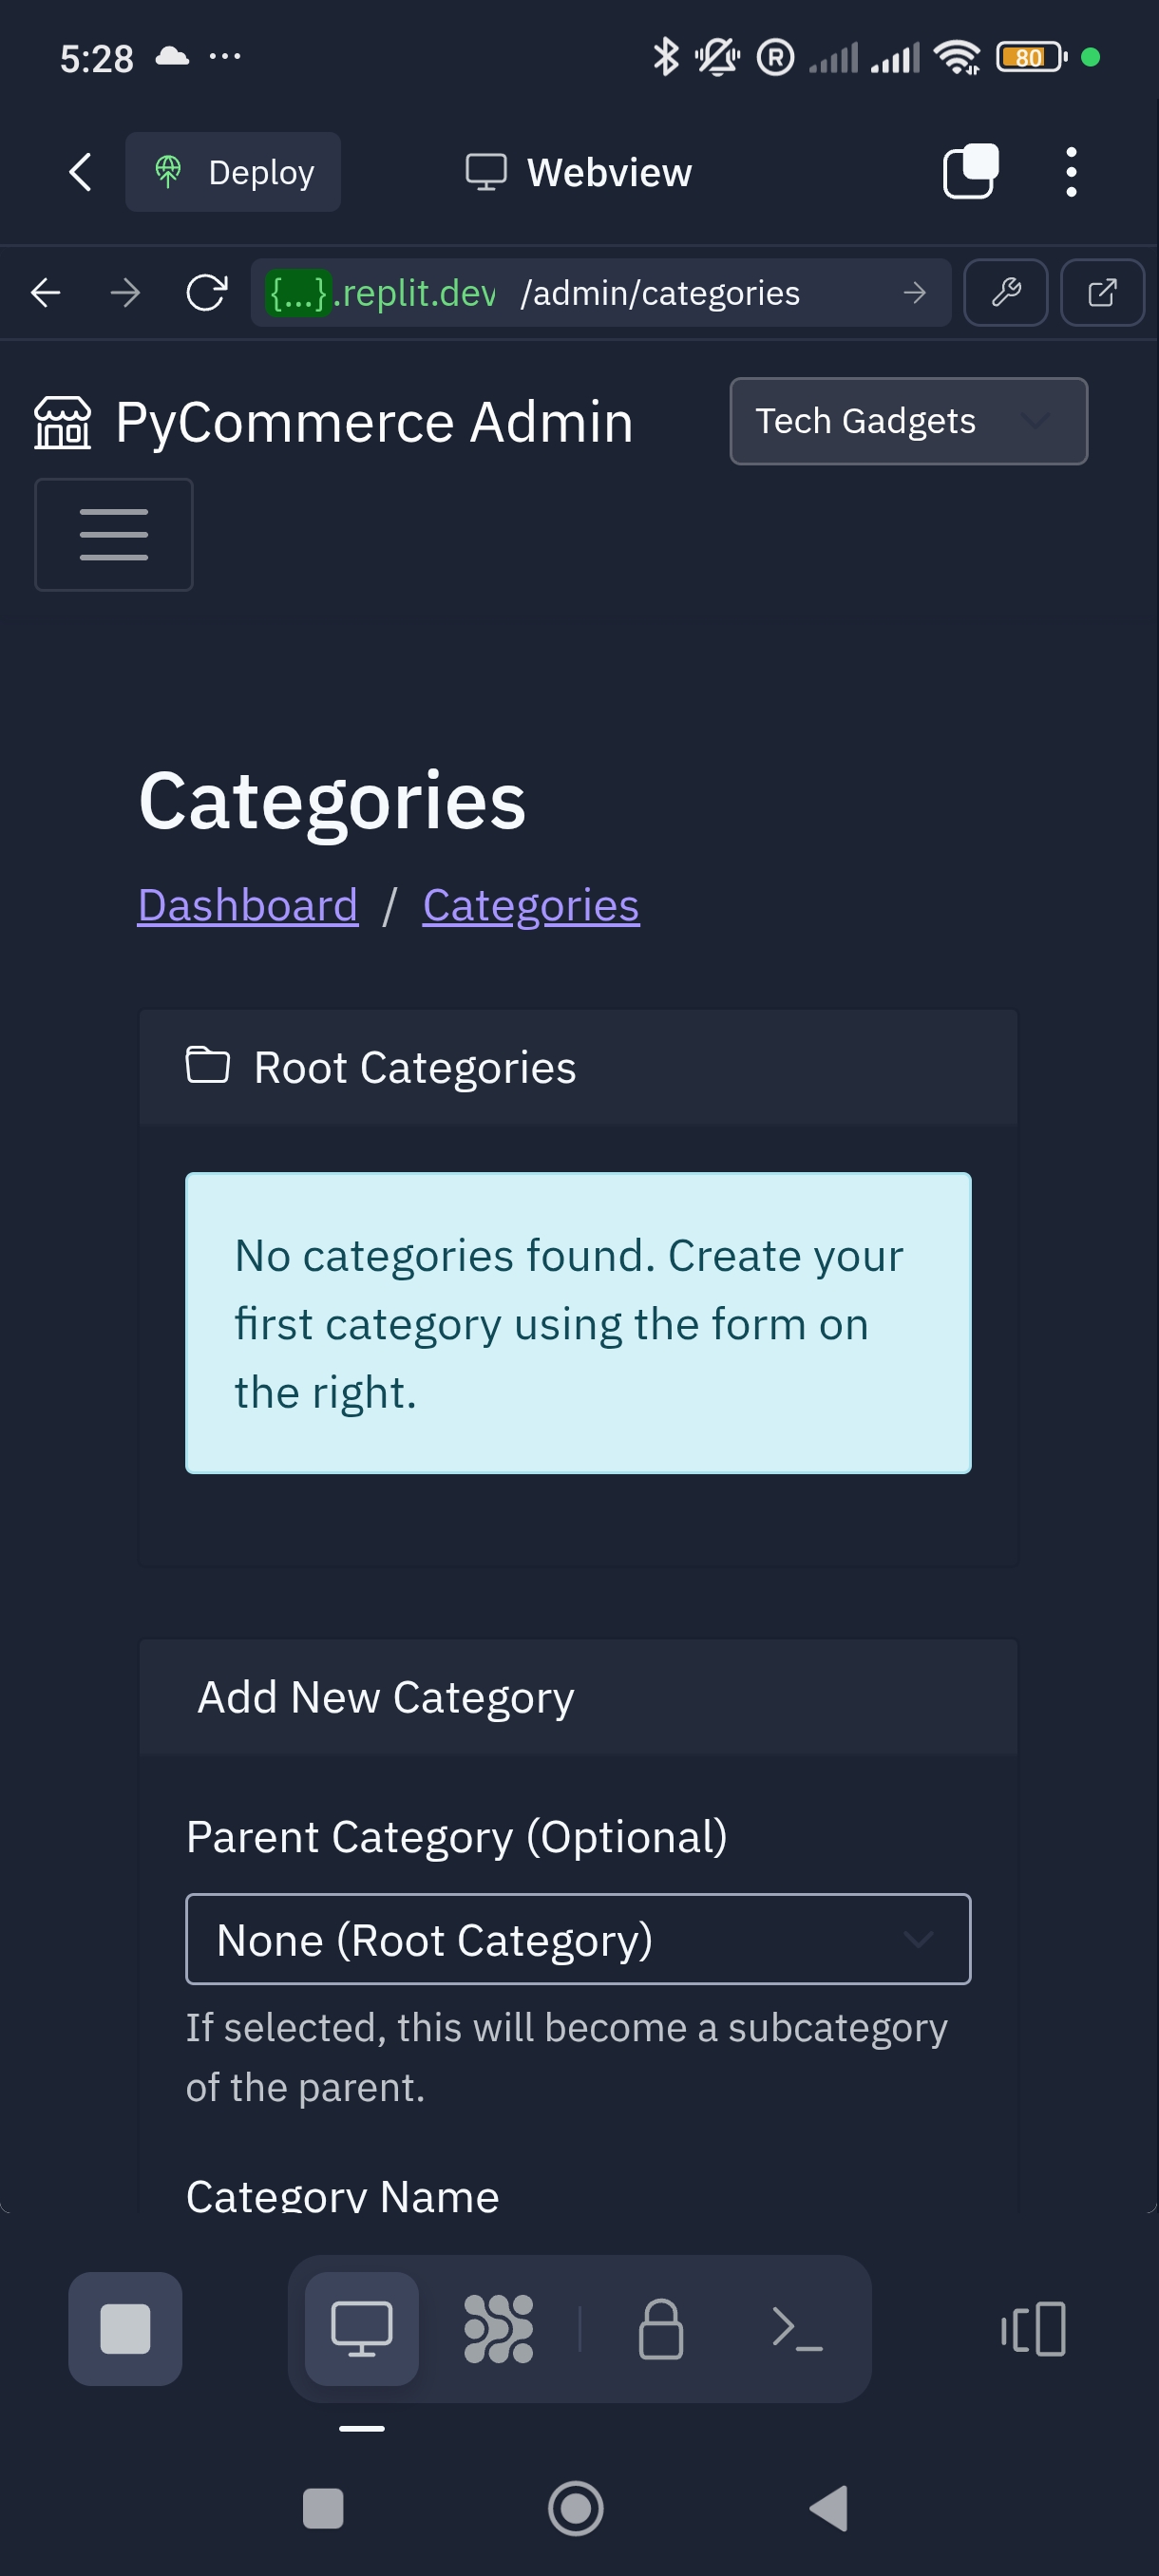 5:28
80
Deploy
Webview
{...}.replit.dev /admin/categories
PyCommerce Admin
Tech Gadgets
Categories
Dashboard / Categories
Root Categories
No categories found. Create your
first category using the form on
the right.
Add New Category
Parent Category (Optional)
None (Root Category)
If selected, this will become a subcategory
of the parent.
Category Name